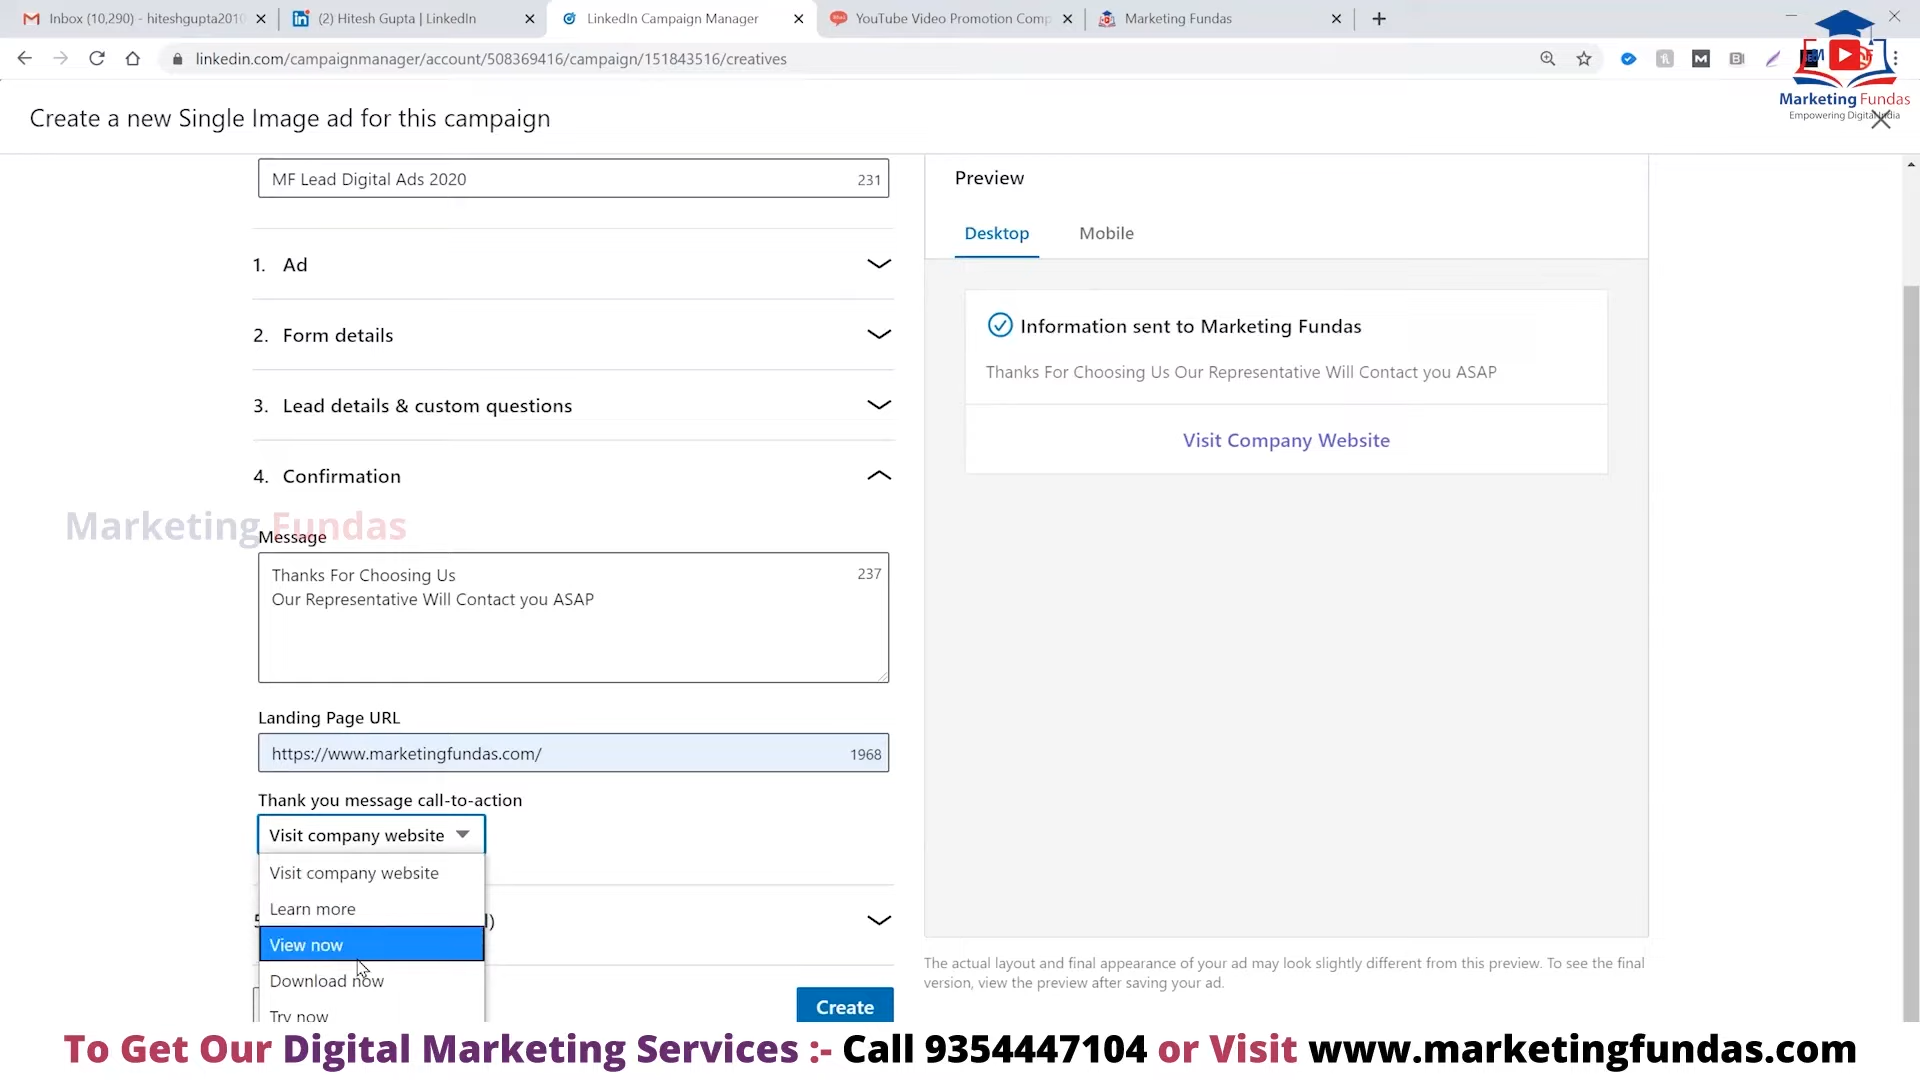 Inbox (10,290) - hiteshgupta2010
(2) Hitesh Gupta | LinkedIn
LinkedIn Campaign Manager
YouTube Video Promotion Comp
Marketing Fundas
linkedin.com/campaignmanager/account/508369416/campaign/151843516/creatives
Marketing Fundas
Empowering Digital India
Create a new Single Image ad for this campaign
MF Lead Digital Ads 2020
231
1. Ad
2. Form details
3. Lead details & custom questions
4. Confirmation
Marketing Fundas
Message
Thanks For Choosing Us
237
Our Representative Will Contact you ASAP
Landing Page URL
https://www.marketingfundas.com/
1968
Thank you message call-to-action
Visit company website
Visit company website
Learn more
View now
Download now
Try now
Create
Preview
Desktop
Mobile
Information sent to Marketing Fundas
Thanks For Choosing Us Our Representative Will Contact you ASAP
Visit Company Website
The actual layout and final appearance of your ad may look slightly different from this preview. To see the final
version, view the preview after saving your ad.
To Get Our Digital Marketing Services :- Call 9354447104 or Visit www.marketingfundas.com